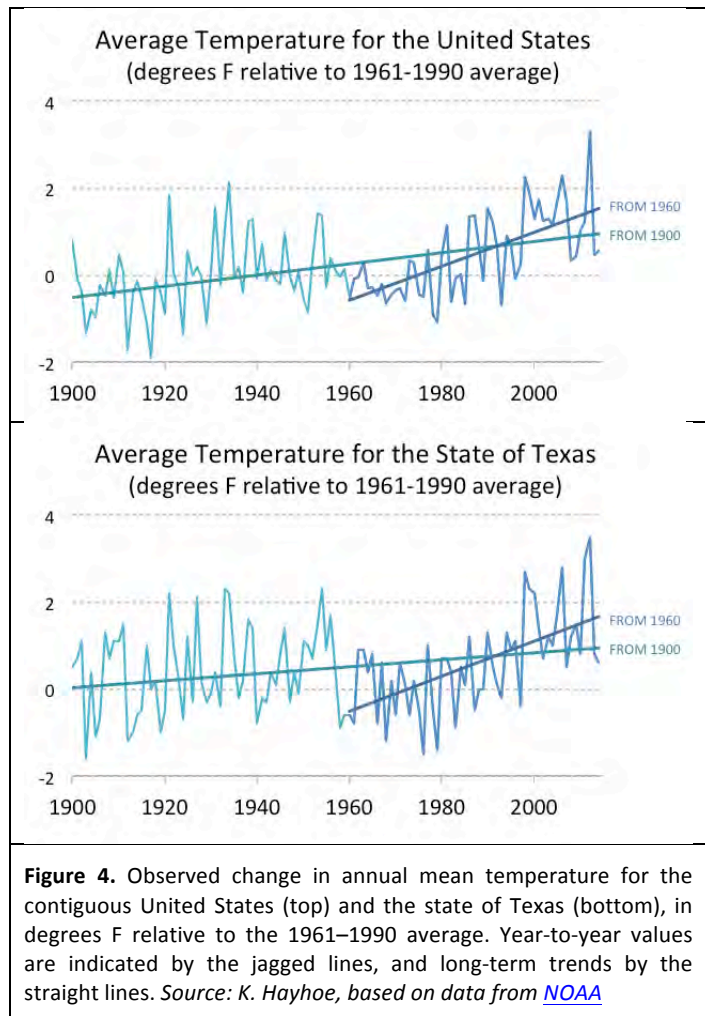 Average Temperature for the United States
(degrees F relative to 1961-1990 average)
4
2
0
-2
FROM 1960
FROM 1900
1900 1920 1940 1960 1980 2000
Average Temperature for the State of Texas
(degrees F relative to 1961-1990 average)
4
2
0
-2
FROM 1960
FROM 1900
1900 1920 1940 1960 1980 2000
Figure 4. Observed change in annual mean temperature for the
contiguous United States (top) and the state of Texas (bottom), in
degrees F relative to the 1961–1990 average. Year-to-year values
are indicated by the jagged lines, and long-term trends by the
straight lines. Source: K. Hayhoe, based on data from NOAA